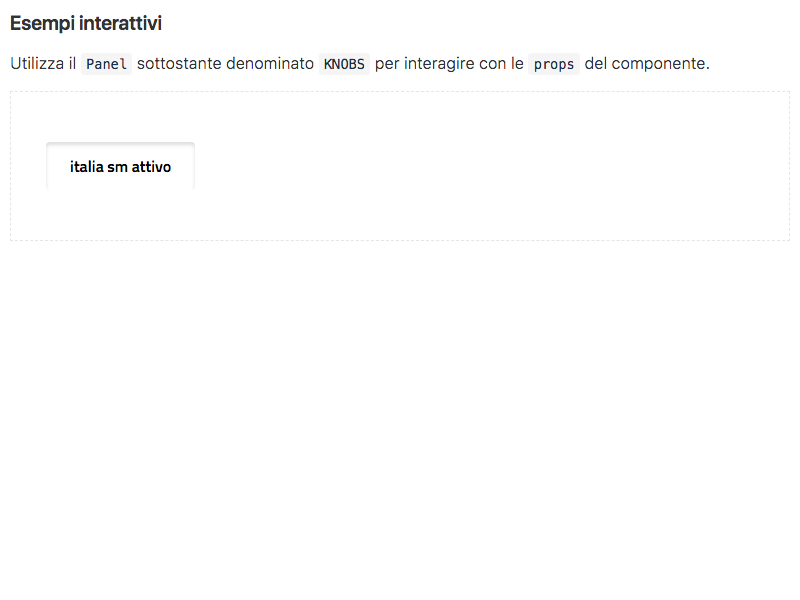 Esempi interattivi
Utilizza il Panel sottostante denominato KNOBS per interagire con le props del componente.
italia sm attivo